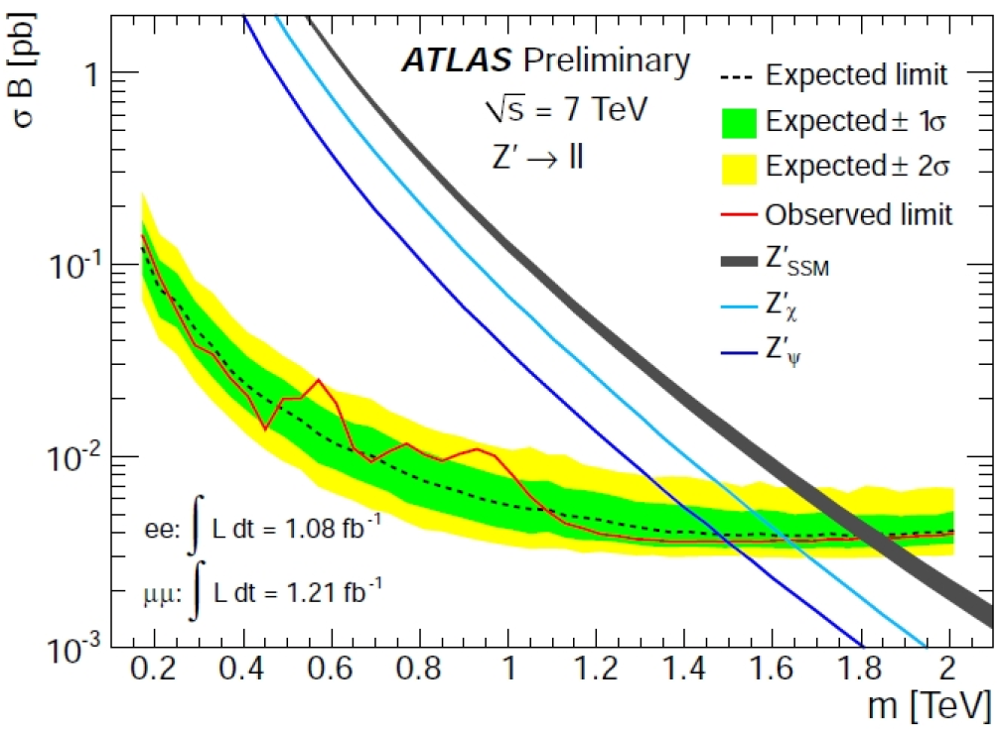 σ B [pb]
1
10⁻¹
10⁻²
10⁻³
ATLAS Preliminary
√s = 7 TeV
Z′ → ll
Expected limit
Expected ± 1σ
Expected ± 2σ
Observed limit
Z′SSM
Z′χ
Z′ψ
ee: ∫ L dt = 1.08 fb⁻¹
μμ: ∫ L dt = 1.21 fb⁻¹
0.2 0.4 0.6 0.8 1 1.2 1.4 1.6 1.8 2
m [TeV]